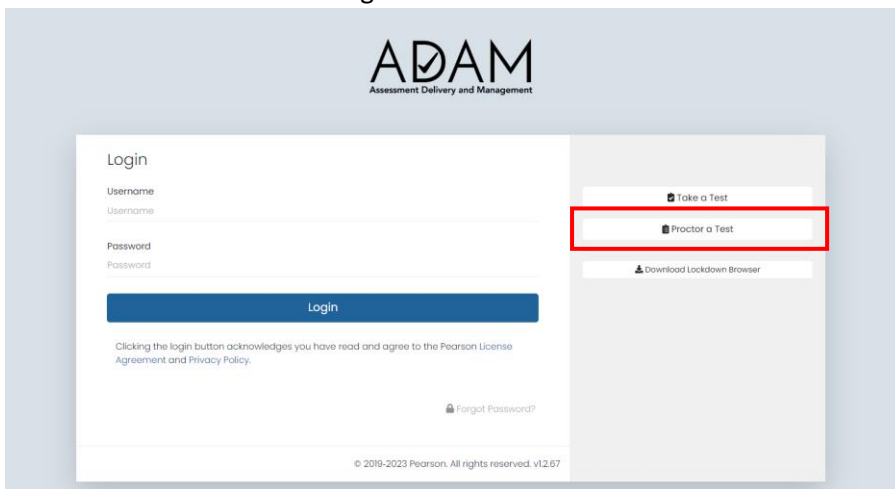 ADAM
Assessment Delivery and Management
Login
Username
Username
Password
Password
Login
Clicking the login button acknowledges you have read and agree to the Pearson License
Agreement and Privacy Policy.
Forgot Password?
© 2019-2023 Pearson. All rights reserved. v1.2.67
Take a Test
Proctor a Test
Download Lockdown Browser